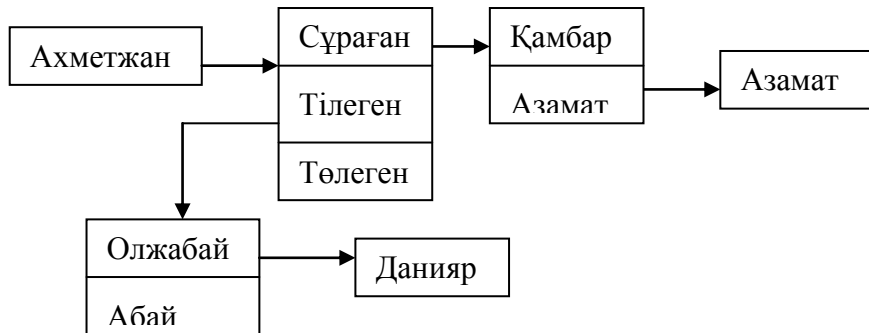 Ахметжан
Сұраған
Тілеген
Төлеген
Қамбар
Азамат
Азамат
Олжабай
Абай
Данияр